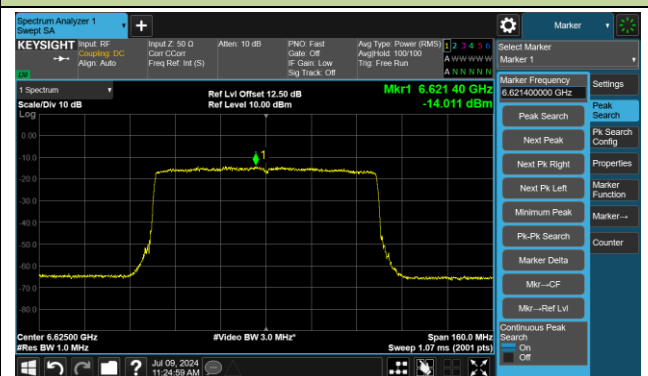 Spectrum Analyzer 1
Swept SA
+
Marker
KEYSIGHT
Input: RF
Coupling: DC
Align: Auto
Input Z: 50 Ω
Corr CCorr
Freq Ref: Int (S)
Atten: 10 dB
PNO: Fast
Gate: Off
IF Gain: Low
Sig Track: Off
Avg Type: Power (RMS)
Avg|Hold: 100/100
Trig: Free Run
1 2 3 4 5 6
A W W W W W
A N N N N N
LXI
Select Marker
Marker 1
1 Spectrum
Scale/Div 10 dB
Log
Ref Lvl Offset 12.50 dB
Ref Level 10.00 dBm
Mkr1 6.621 40 GHz
-14.011 dBm
0.00
-10.0
-20.0
-30.0
-40.0
-50.0
-60.0
-70.0
-80.0
1
Center 6.62500 GHz
#Res BW 1.0 MHz
#Video BW 3.0 MHz*
Span 160.0 MHz
Sweep 1.07 ms (2001 pts)
Marker Frequency
6.621400000 GHz
Peak Search
Next Peak
Next Pk Right
Next Pk Left
Minimum Peak
Pk-Pk Search
Marker Delta
Mkr→CF
Mkr→Ref Lvl
Continuous Peak
Search
On
Off
Settings
Peak
Search
Pk Search
Config
Properties
Marker
Function
Marker→
Counter
?
Jul 09, 2024
11:24:59 AM